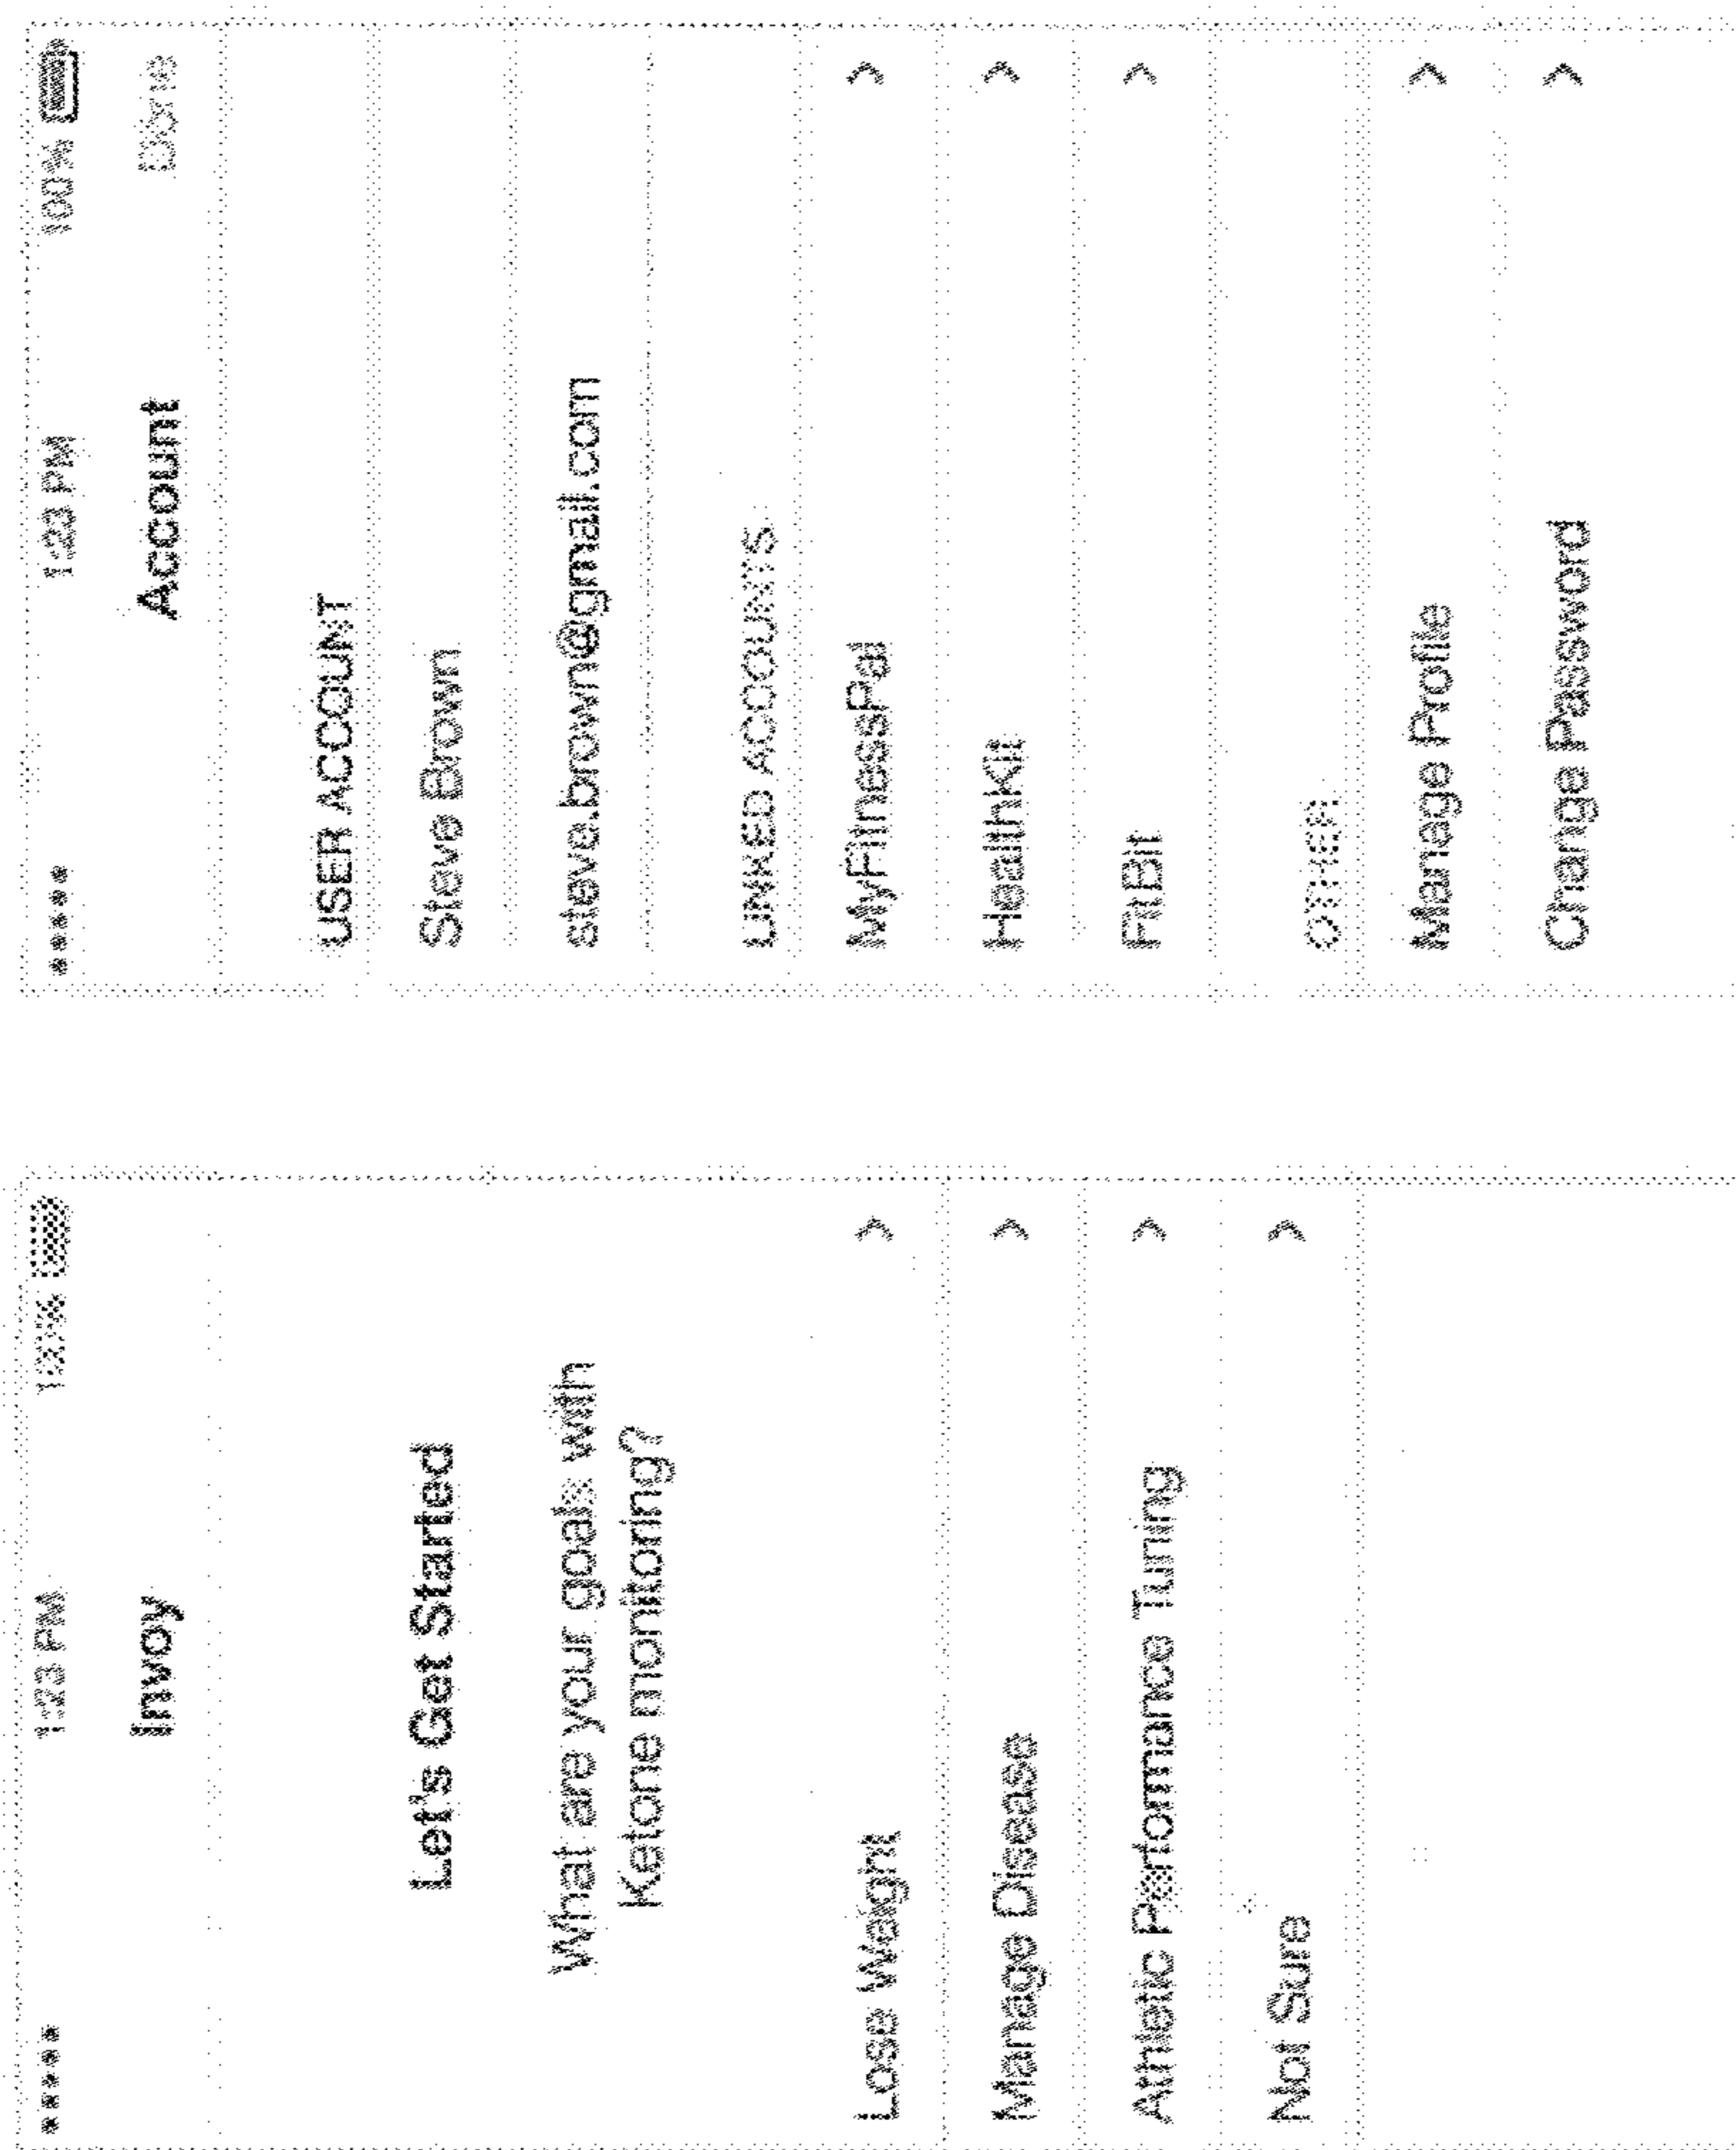 1:23 PM
Invoy
Let's Get Started
What are your goals with
Ketone monitoring?
Lose Weight
Manage Disease
Athletic Performance Tuning
Not Sure
1:23 PM 100%
Account Done
USER ACCOUNT
Steve Brown
steve.brown@gmail.com
LINKED ACCOUNTS
MyFitnessPal
HealthKit
FitBit
OTHER
Manage Profile
Change Password